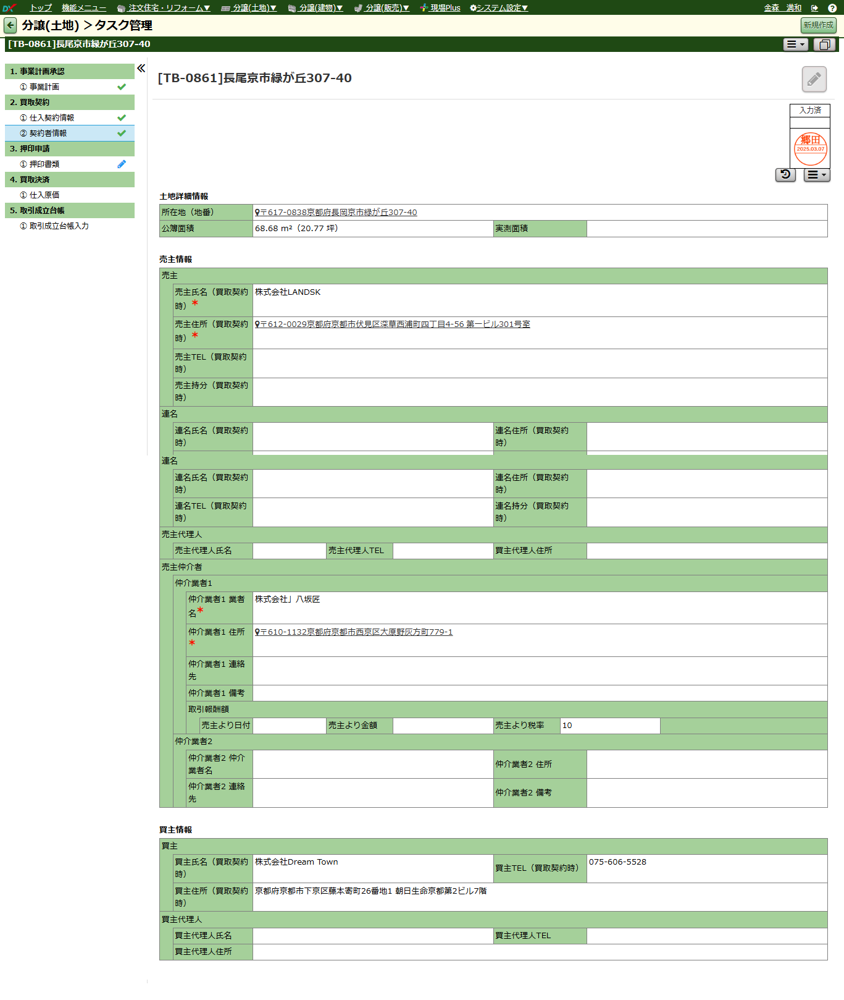 DX トップ 機能メニュー 注文住宅・リフォーム▼ 分譲(土地)▼ 分譲(建物)▼ 分譲(販売)▼ 現場Plus システム設定▼ 金森 満和
分譲(土地) ＞タスク管理 新規作成
[TB-0861]長尾京市緑が丘307-40
1. 事業計画承認
① 事業計画
2. 買取契約
① 仕入契約情報
② 契約者情報
3. 押印申請
① 押印書類
4. 買取決済
① 仕入原価
5. 取引成立台帳
① 取引成立台帳入力
[TB-0861]長尾京市緑が丘307-40
入力済
郷田
2025.03.07
土地詳細情報
所在地（地番） 〒617-0838京都府長岡京市緑が丘307-40
公簿面積 68.68 m²（20.77 坪） 実測面積
売主情報
売主
売主氏名（買取契約 株式会社LANDSK
時）*
売主住所（買取契約 〒612-0029京都府京都市伏見区深草西浦町四丁目4-56 第一ビル301号室
時）*
売主TEL（買取契約
時）
売主持分（買取契約
時）
連名
連名氏名（買取契約 連名住所（買取契約
時） 時）
連名
連名氏名（買取契約 連名住所（買取契約
時） 時）
連名TEL（買取契約 連名持分（買取契約
時） 時）
売主代理人
売主代理人氏名 売主代理人TEL 買主代理人住所
売主仲介者
仲介業者1
仲介業者1 業者 株式会社」八坂匠
名*
仲介業者1 住所 〒610-1132京都府京都市西京区大原野灰方町779-1
*
仲介業者1 連絡
先
仲介業者1 備考
取引報酬額
売主より日付 売主より金額 売主より税率 10
仲介業者2
仲介業者2 仲介 仲介業者2 住所
業者名
仲介業者2 連絡 仲介業者2 備考
先
買主情報
買主
買主氏名（買取契約 株式会社Dream Town 買主TEL（買取契約時） 075-606-5528
時）
買主住所（買取契約 京都府京都市下京区藤本寄町26番地1 朝日生命京都第2ビル7階
時）
買主代理人
買主代理人氏名 買主代理人TEL
買主代理人住所